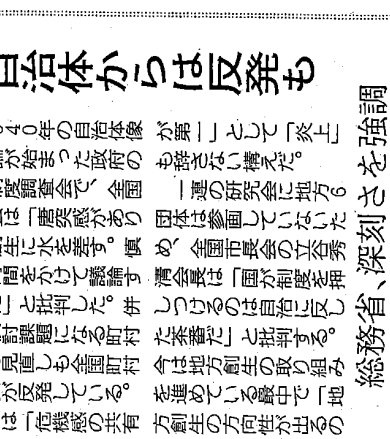 総務省、深刻さを強調
自治体からは反発も
040年の自治体像
が始まった政府の
制度調査会で、全国
は「唐突感があり
生に水を差す。慎
間をかけて議論す
」と批判した。併
討課題になる町村
見直しも全国町村
が反発している。
は「危機感の共有
が第一」として「炎上」
も辞さない構えだ。
一連の研究会に地方6
団体は参画していないた
め、全国市長会の立谷秀
清会長は「国が制度を押
しつけるのは自治に反し
た茶番だ」と批判する。
今は地方創生の取り組み
を進めている最中で「地
方創生の方向性が出るの